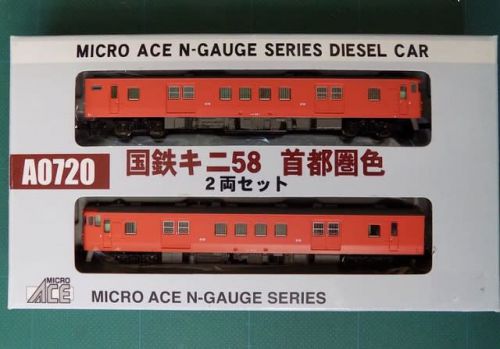 MICRO ACE N-GAUGE SERIES DIESEL CAR
A0720
国鉄キニ58 首都圏色
2両セット
MICRO
ACE
MICRO ACE N-GAUGE SERIES